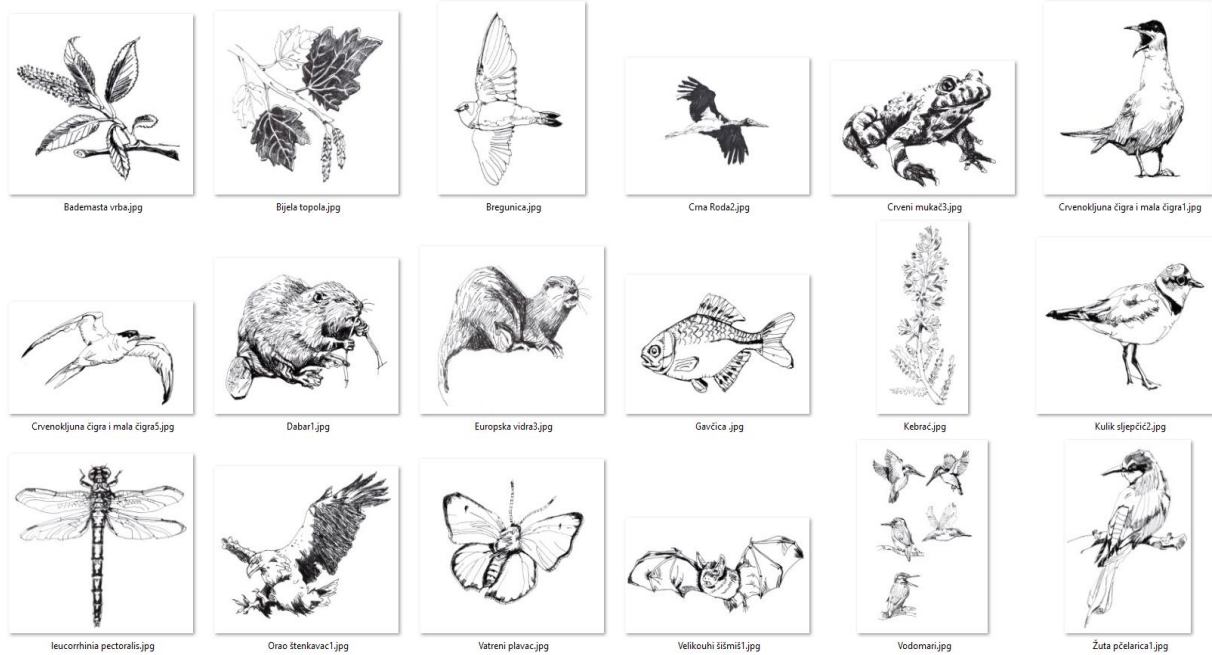 Bademasta vrba.jpg
Bijela topola.jpg
Bregunica.jpg
Crna Roda2.jpg
Crveni mukač3.jpg
Crvenokljuna čigra i mala čigra1.jpg
Crvenokljuna čigra i mala čigra5.jpg
Dabar1.jpg
Europska vidra3.jpg
Gavčica .jpg
Kebrač.jpg
Kulik sljepčić2.jpg
leucorrhinia pectoralis.jpg
Orao štenkavac1.jpg
Vatreni plavac.jpg
Velikouhi šišmiš1.jpg
Vodomari.jpg
Žuta pčelarica1.jpg